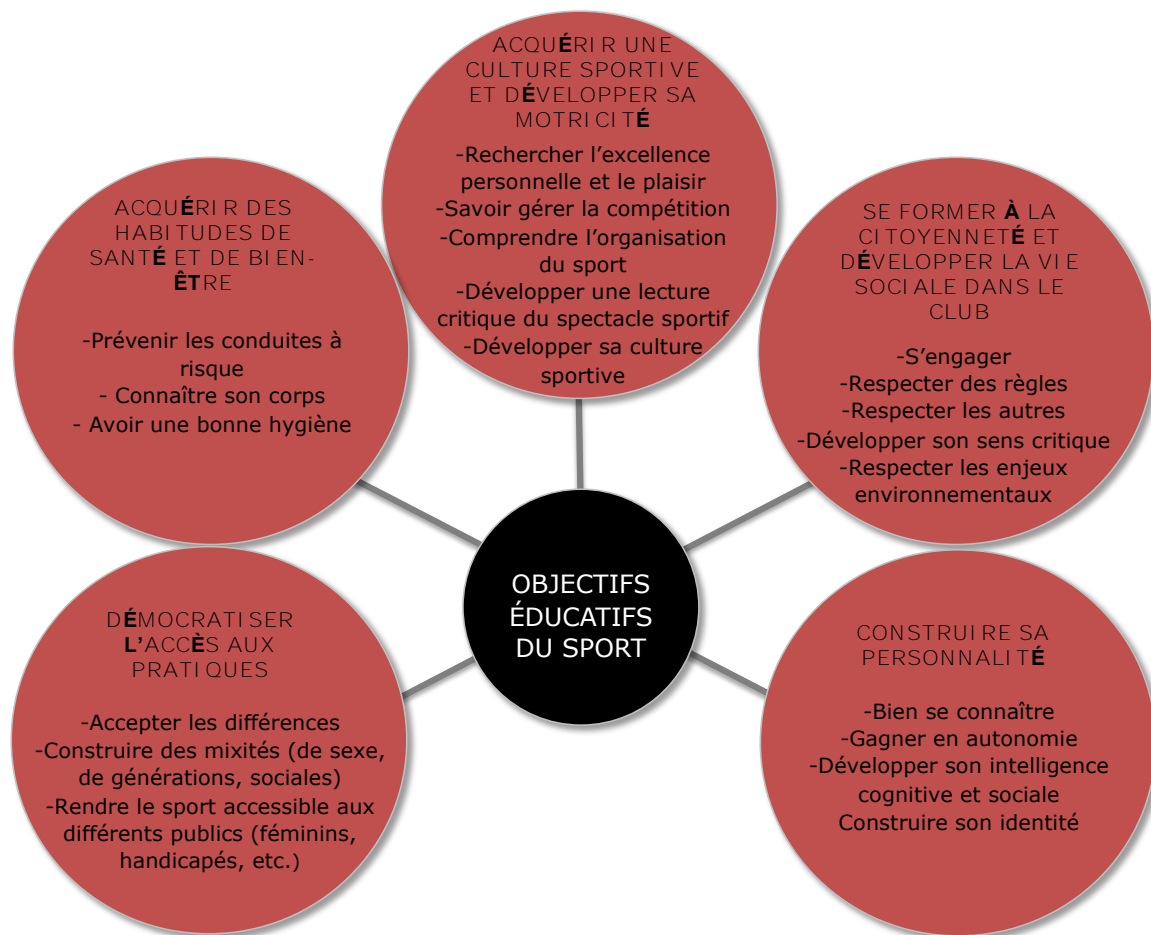 ACQUÉRIR UNE
CULTURE SPORTIVE
ET DÉVELOPPER SA
MOTRICITÉ
-Rechercher l’excellence
personnelle et le plaisir
-Savoir gérer la compétition
-Comprendre l’organisation
du sport
-Développer une lecture
critique du spectacle sportif
-Développer sa culture
sportive
ACQUÉRIR DES
HABITUDES DE
SANTÉ ET DE BIEN-
ÊTRE
-Prévenir les conduites à
risque
- Connaître son corps
- Avoir une bonne hygiène
SE FORMER À LA
CITOYENNETÉ ET
DÉVELOPPER LA VIE
SOCIALE DANS LE
CLUB
-S’engager
-Respecter des règles
-Respecter les autres
-Développer son sens critique
-Respecter les enjeux
environnementaux
OBJECTIFS
ÉDUCATIFS
DU SPORT
DÉMOCRATISER
L’ACCÈS AUX
PRATIQUES
-Accepter les différences
-Construire des mixités (de sexe,
de générations, sociales)
-Rendre le sport accessible aux
différents publics (féminins,
handicapés, etc.)
CONSTRUIRE SA
PERSONNALITÉ
-Bien se connaître
-Gagner en autonomie
-Développer son intelligence
cognitive et sociale
Construire son identité